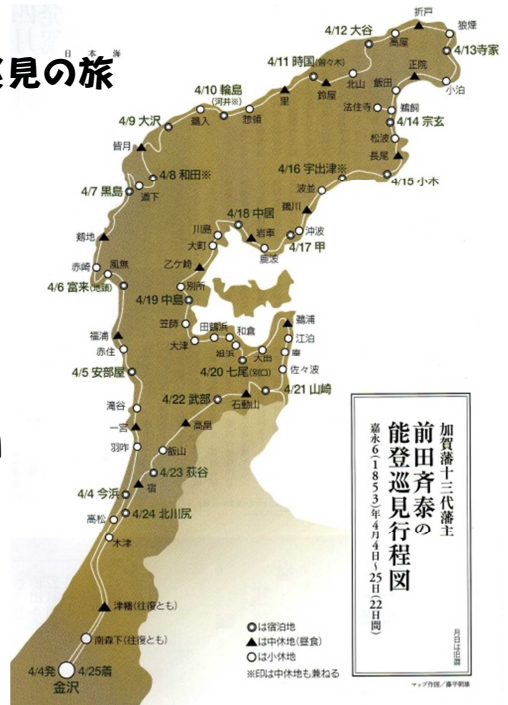 巡見の旅
日本海
折戸
狼煙
4/12 大谷
高屋
4/13寺家
4/11 時国(曽々木)
正院
小泊
北山
飯田
鈴屋
里
4/10 輪島
(河井※)
法住寺
鵜飼
4/14 宗玄
惣領
鵜入
4/9 大沢
松波
長尾
皆月
4/16 宇出津※
4/15 小木
4/8 和田※
4/7 黒島
道下
波並
鵜川
4/18 中居
沖波
川島
岩車
4/17 甲
大町
鹿波
剱地
乙ケ崎
赤崎
風無
別所
4/6 富来(地頭)
4/19 中島
鵜浦
笠師
田鶴浜
和倉
江泊
福浦
大津
祖浜
大田
庵
赤住
4/20 七尾(別口)
佐々波
4/5 安部屋
4/21 山崎
4/22 武部
石動山
滝谷
高畠
一宮
羽咋
飯山
4/23 荻谷
宿
4/4 今浜
4/24 北川尻
高松
木津
津幡(往復とも)
南森下(往復とも)
4/4発
4/25着
金沢
◎は宿泊地
▲は中休地(昼食)
○は小休地
※印は中休地も兼ねる
加賀藩十三代藩主
前田斉泰の
能登巡見行程図
嘉永6(1853)年4月4日~25日(22日間)
月日は旧暦
マップ作図/藤平朝雄